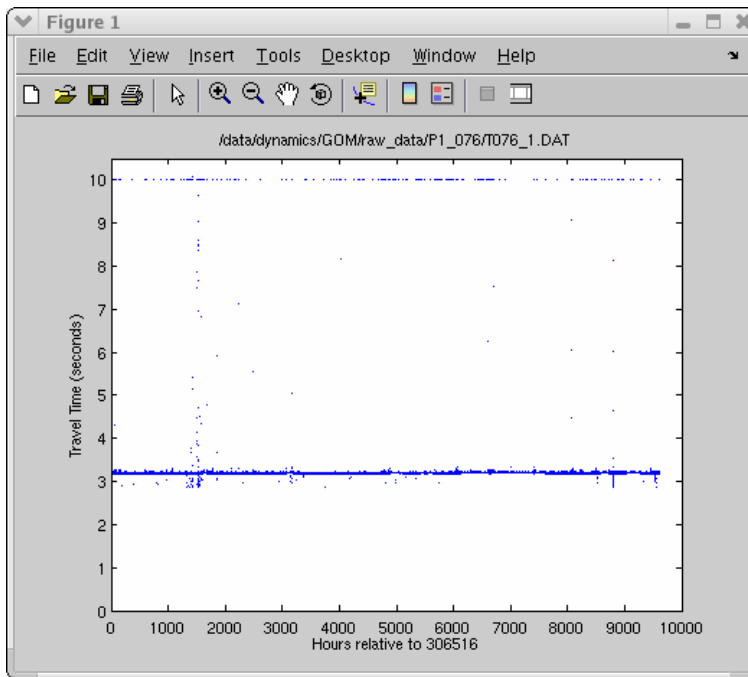 Figure 1
File Edit View Insert Tools Desktop Window Help
/data/dynamics/GOM/raw_data/P1_076/T076_1.DAT
10
9
8
7
6
5
4
3
2
1
0
Travel Time (seconds)
0 1000 2000 3000 4000 5000 6000 7000 8000 9000 10000
Hours relative to 306516